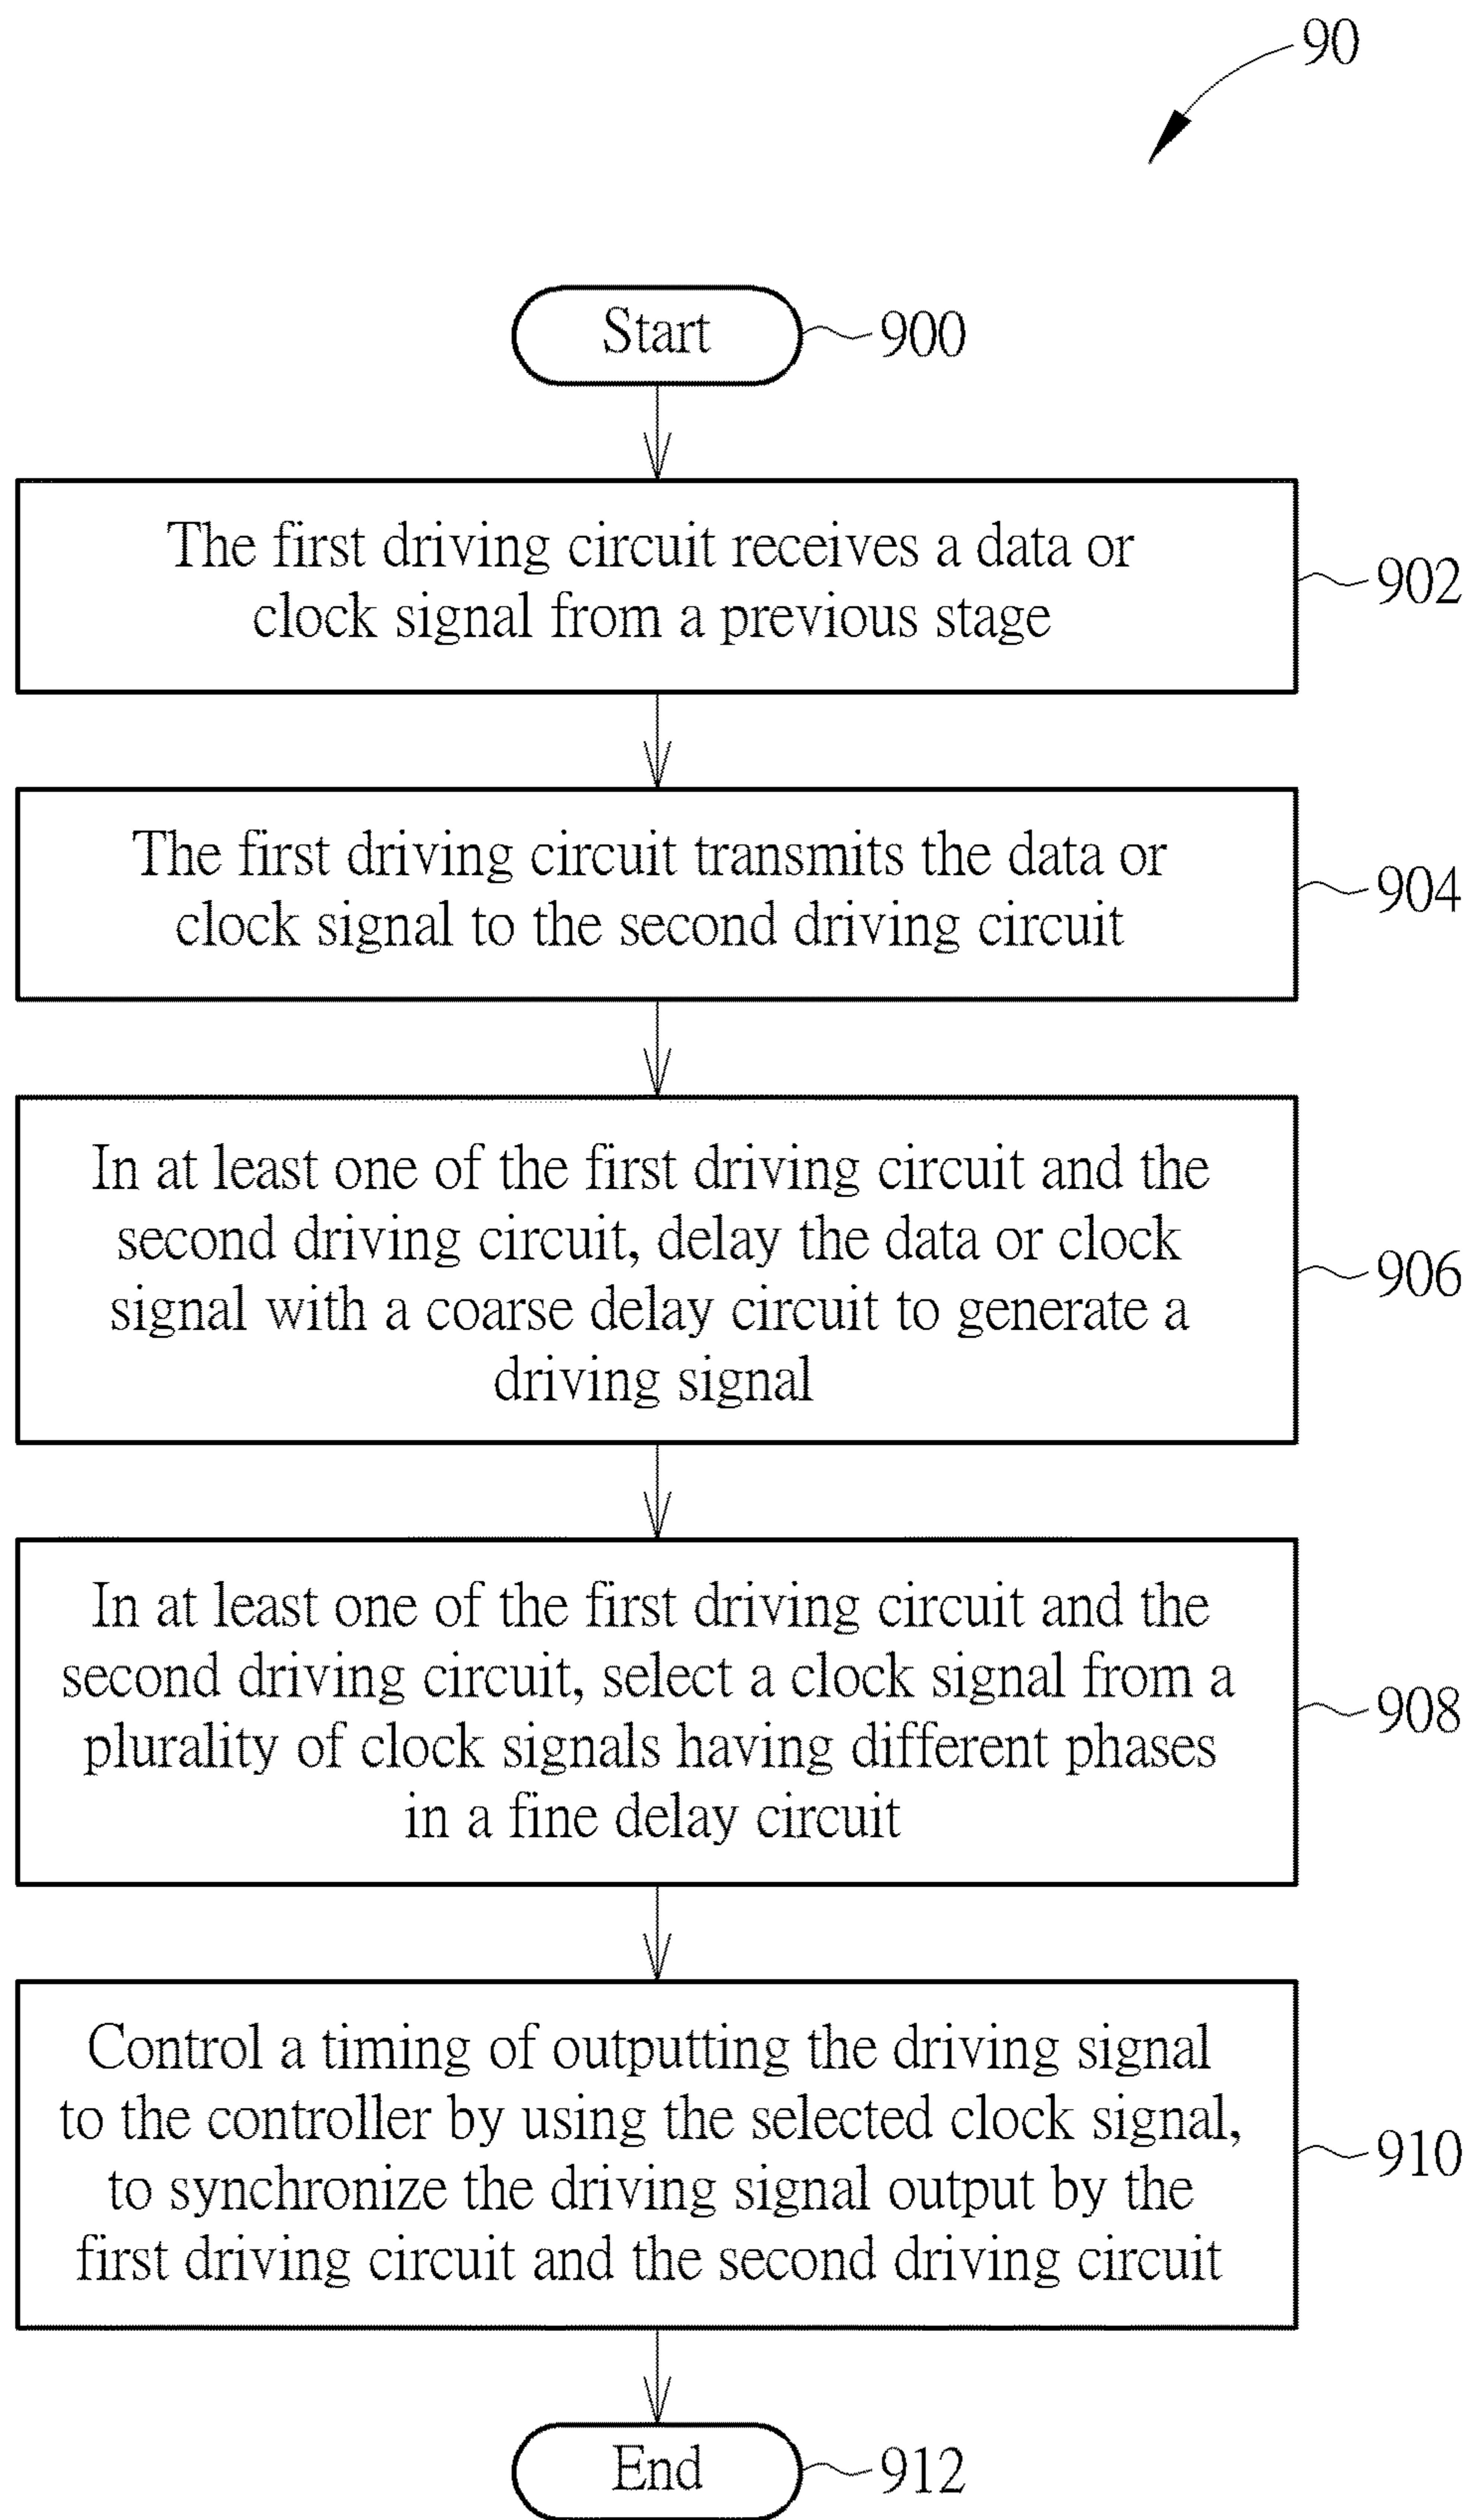 90
Start
900
The first driving circuit receives a data or
clock signal from a previous stage
902
The first driving circuit transmits the data or
clock signal to the second driving circuit
904
In at least one of the first driving circuit and the
second driving circuit, delay the data or clock
signal with a coarse delay circuit to generate a
driving signal
906
In at least one of the first driving circuit and the
second driving circuit, select a clock signal from a
plurality of clock signals having different phases
in a fine delay circuit
908
Control a timing of outputting the driving signal
to the controller by using the selected clock signal,
to synchronize the driving signal output by the
first driving circuit and the second driving circuit
910
End
912